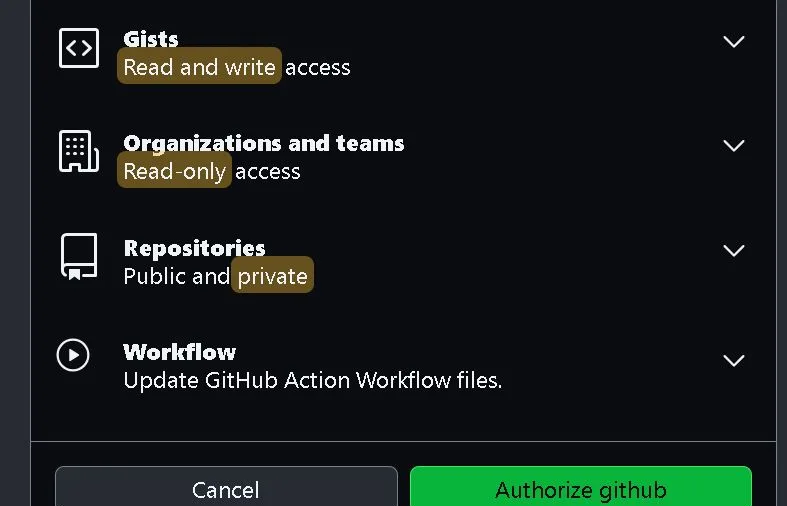 Gists
Read and write access
Organizations and teams
Read-only access
Repositories
Public and private
Workflow
Update GitHub Action Workflow files.
Cancel
Authorize github